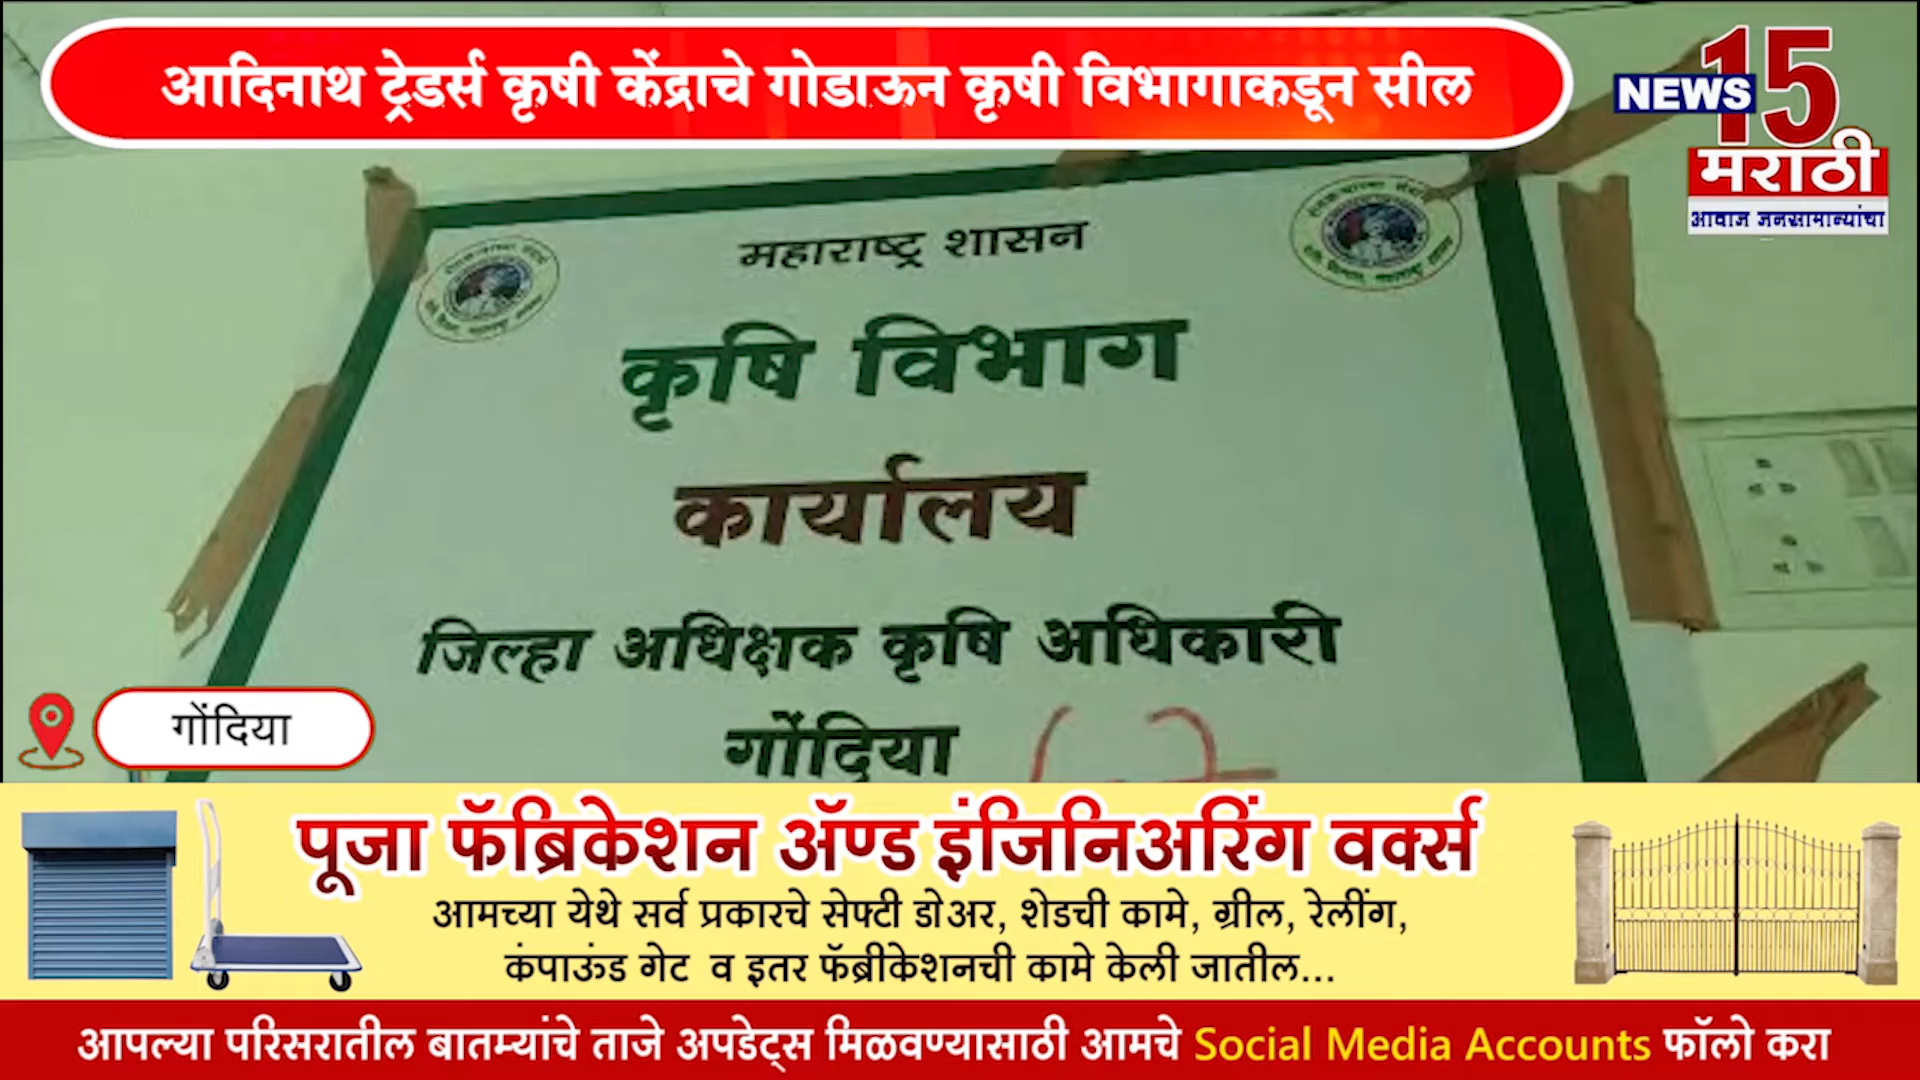 आदिनाथ ट्रेडर्स कृषी केंद्राचे गोडाऊन कृषी विभागाकडून सील
NEWS 15
मराठी
आवाज जनसामान्यांचा
महाराष्ट्र शासन
कृषि विभाग
कार्यालय
जिल्हा अधिक्षक कृषि अधिकारी
गोंदिया
गोंदिया
पूजा फॅब्रिकेशन ॲण्ड इंजिनिअरिंग वर्क्स
आमच्या येथे सर्व प्रकारचे सेफ्टी डोअर, शेडची कामे, ग्रील, रेलींग,
कंपाऊंड गेट व इतर फॅब्रीकेशनची कामे केली जातील...
आपल्या परिसरातील बातम्यांचे ताजे अपडेट्स मिळवण्यासाठी आमचे Social Media Accounts फॉलो करा